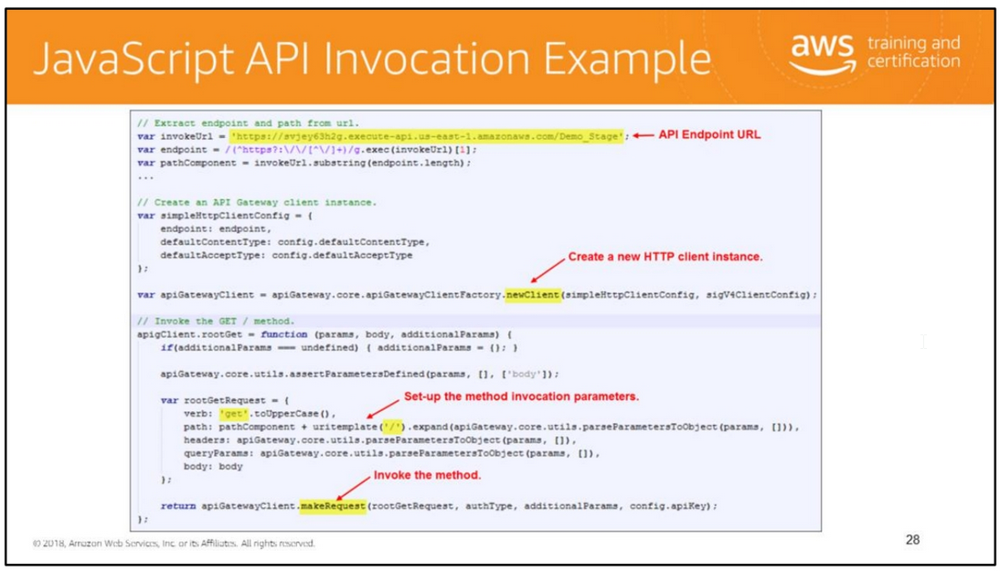 JavaScript API Invocation Example
aws training and certification
// Extract endpoint and path from url.
var invokeUrl = 'https://svjey63h2g.execute-api.us-east-1.amazonaws.com/Demo_Stage';
API Endpoint URL
var endpoint = /(^https?:\/\/[^\/]+)/g.exec(invokeUrl)[1];
var pathComponent = invokeUrl.substring(endpoint.length);
...
// Create an API Gateway client instance.
var simpleHttpClientConfig = {
endpoint: endpoint,
defaultContentType: config.defaultContentType,
defaultAcceptType: config.defaultAcceptType
Create a new HTTP client instance.
};
var apiGatewayClient = apiGateway.core.apiGatewayClientFactory.newClient(simpleHttpClientConfig, sigV4ClientConfig);
// Invoke the GET / method.
apigClient.rootGet = function (params, body, additionalParams) {
if(additionalParams === undefined) { additionalParams = {}; }
apiGateway.core.utils.assertParametersDefined(params, [], ['body']);
Set-up the method invocation parameters.
var rootGetRequest = {
verb: 'get'.toUpperCase(),
path: pathComponent + uritemplate('/').expand(apiGateway.core.utils.parseParametersToObject(params, [])),
headers: apiGateway.core.utils.parseParametersToObject(params, []),
queryParams: apiGateway.core.utils.parseParametersToObject(params, []),
body: body
Invoke the method.
};
return apiGatewayClient.makeRequest(rootGetRequest, authType, additionalParams, config.apiKey);
};
© 2018, Amazon Web Services, Inc. or its Affiliates. All rights reserved.
28